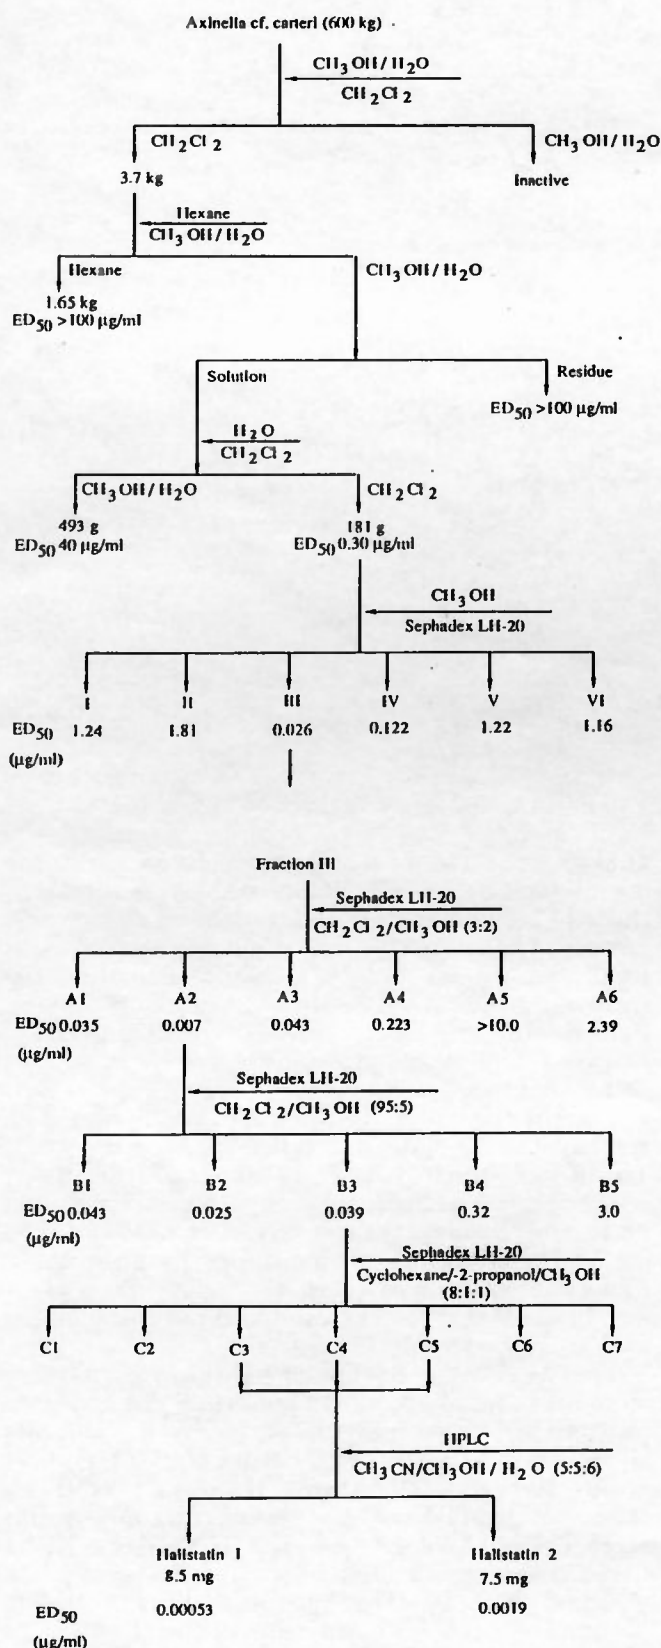 Axinella cf. carteri (600 kg)
CH3OH/H2O
CH2Cl2
CH2Cl2
CH3OH/H2O
3.7 kg
Inactive
Hexane
CH3OH/H2O
Hexane
CH3OH/H2O
1.65 kg
ED50 >100 µg/ml
Solution
Residue
ED50 >100 µg/ml
H2O
CH2Cl2
CH3OH/H2O
CH2Cl2
493 g
181 g
ED50 40 µg/ml
ED50 0.30 µg/ml
CH3OH
Sephadex LH-20
I II III IV V VI
ED50 1.24 1.81 0.026 0.122 1.22 1.16
(µg/ml)
Fraction III
Sephadex LH-20
CH2Cl2/CH3OH (3:2)
A1 A2 A3 A4 A5 A6
ED50 0.035 0.007 0.043 0.223 >10.0 2.39
(µg/ml)
Sephadex LH-20
CH2Cl2/CH3OH (95:5)
B1 B2 B3 B4 B5
ED50 0.043 0.025 0.039 0.32 3.0
(µg/ml)
Sephadex LH-20
Cyclohexane/-2-propanol/CH3OH
(8:1:1)
C1 C2 C3 C4 C5 C6 C7
HPLC
CH3CN/CH3OH/H2O (5:5:6)
Halistatin 1
Halistatin 2
8.5 mg
7.5 mg
ED50 0.00053 0.0019
(µg/ml)